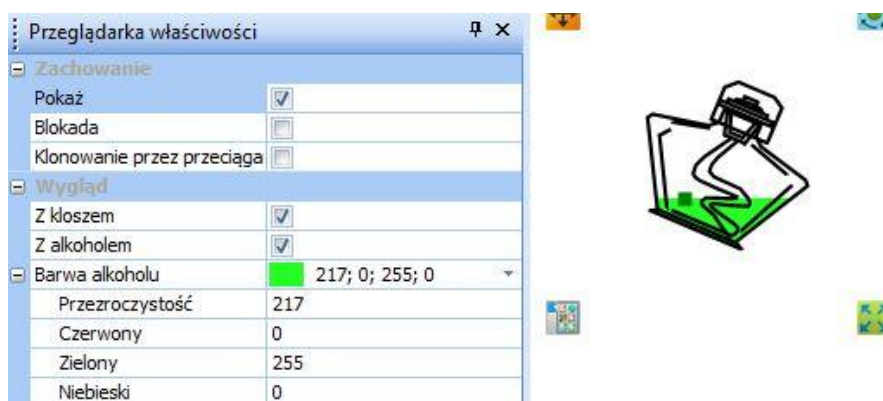 Przeglądarka właściwości
Zachowanie
Pokaż
Blokada
Klonowanie przez przeciąga
Wygląd
Z kloszem
Z alkoholem
Barwa alkoholu 217; 0; 255; 0
Przezroczystość 217
Czerwony 0
Zielony 255
Niebieski 0